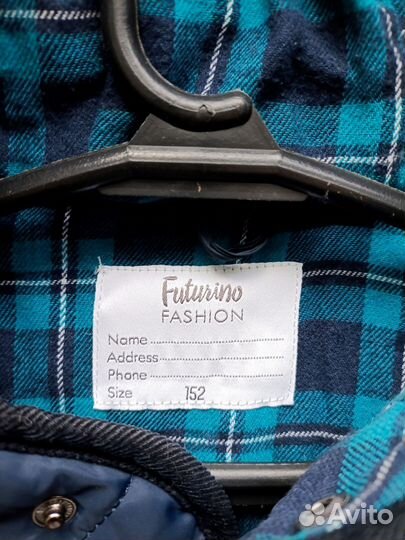 Futurino
FASHION
Name
Address
Phone
Size 152
Avito